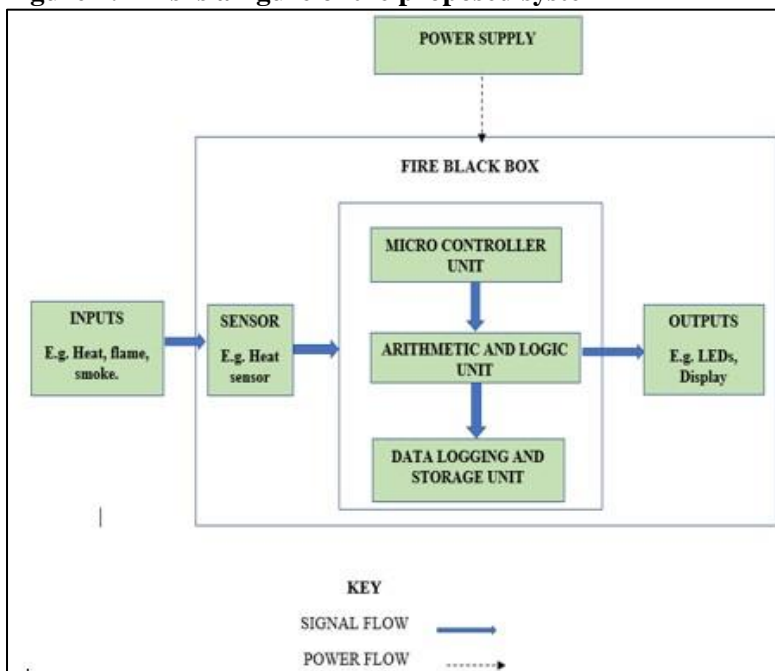 POWER SUPPLY
FIRE BLACK BOX
MICRO CONTROLLER
UNIT
INPUTS
E.g. Heat, flame,
smoke.
SENSOR
E.g. Heat
sensor
ARITHMETIC AND LOGIC
UNIT
OUTPUTS
E.g. LEDs,
Display
DATA LOGGING AND
STORAGE UNIT
KEY
SIGNAL FLOW
POWER FLOW